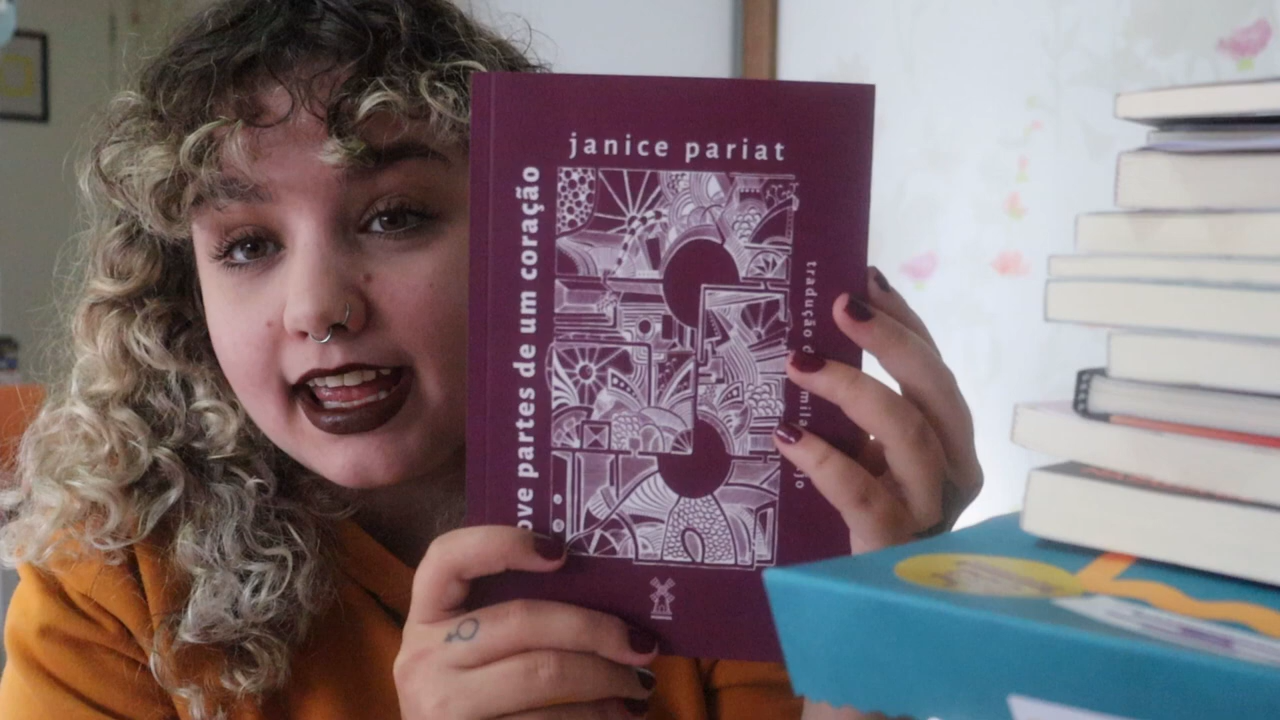 janice pariat
ove partes de um coração
tradução d